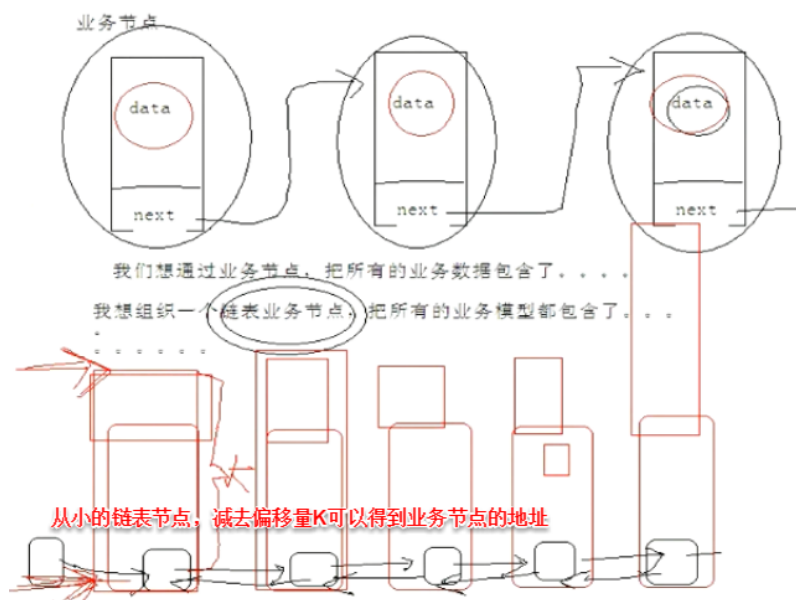 业务节点
data
data
data
next
next
next
我们想通过业务节点，把所有的业务数据包含了。。。。
我想组织一个链表业务节点，把所有的业务模型都包含了。。。
。。。。。。。
从小的链表节点，减去偏移量K可以得到业务节点的地址